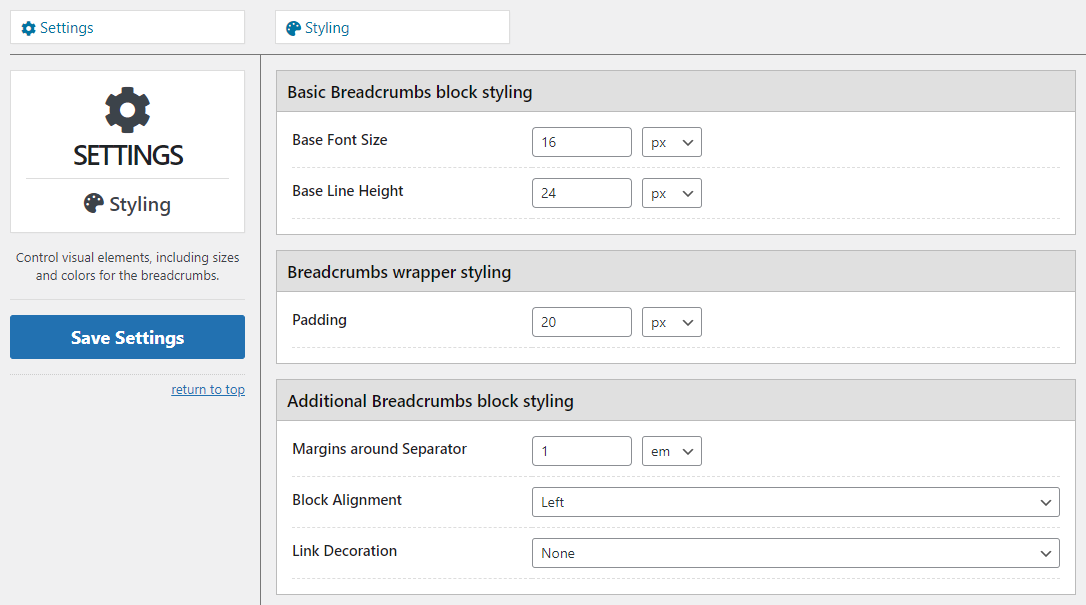 Settings
Styling
SETTINGS
Styling
Control visual elements, including sizes
and colors for the breadcrumbs.
Save Settings
return to top
Basic Breadcrumbs block styling
Base Font Size 16 px
Base Line Height 24 px
Breadcrumbs wrapper styling
Padding 20 px
Additional Breadcrumbs block styling
Margins around Separator 1 em
Block Alignment Left
Link Decoration None